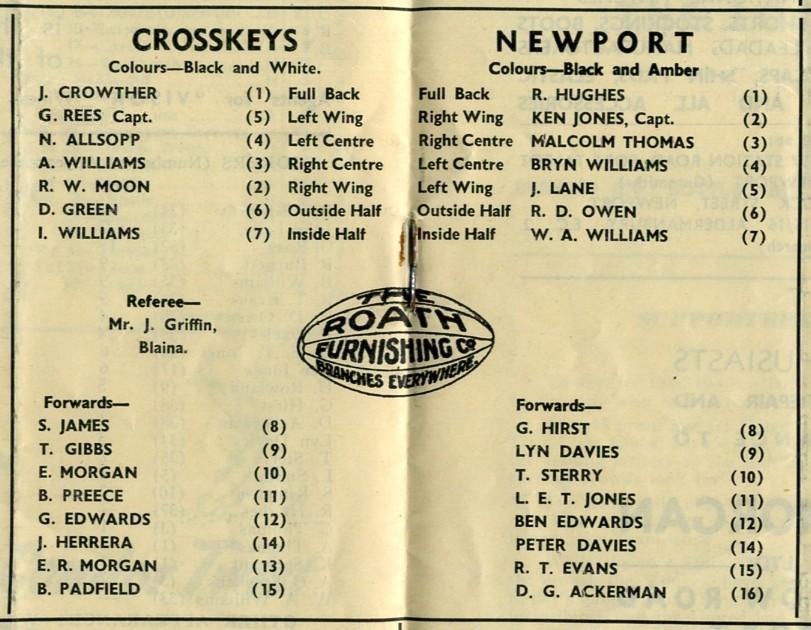 CROSSKEYS
Colours—Black and White.
J. CROWTHER (1) Full Back
G. REES Capt. (5) Left Wing
N. ALLSOPP (4) Left Centre
A. WILLIAMS (3) Right Centre
R. W. MOON (2) Right Wing
D. GREEN (6) Outside Half
I. WILLIAMS (7) Inside Half
Referee—
Mr. J. Griffin,
Blaina.
Forwards—
S. JAMES (8)
T. GIBBS (9)
E. MORGAN (10)
B. PREECE (11)
G. EDWARDS (12)
J. HERRERA (14)
E. R. MORGAN (13)
B. PADFIELD (15)
THE
ROATH
FURNISHING CO
BRANCHES EVERYWHERE.
NEWPORT
Colours—Black and Amber
Full Back R. HUGHES (1)
Right Wing KEN JONES, Capt. (2)
Right Centre MALCOLM THOMAS (3)
Left Centre BRYN WILLIAMS (4)
Left Wing J. LANE (5)
Outside Half R. D. OWEN (6)
Inside Half W. A. WILLIAMS (7)
Forwards—
G. HIRST (8)
LYN DAVIES (9)
T. STERRY (10)
L. E. T. JONES (11)
BEN EDWARDS (12)
PETER DAVIES (14)
R. T. EVANS (15)
D. G. ACKERMAN (16)